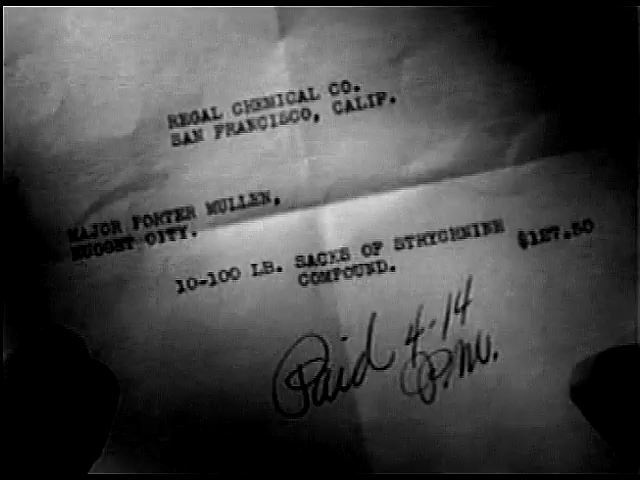 REGAL CHEMICAL CO.
SAN FRANCISCO, CALIF.
MAJOR PORTER MULLEN,
NUGGET CITY.
10-100 LB. SACKS OF STRYCHNINE $127.50
COMPOUND.
Paid 4-14
P.M.